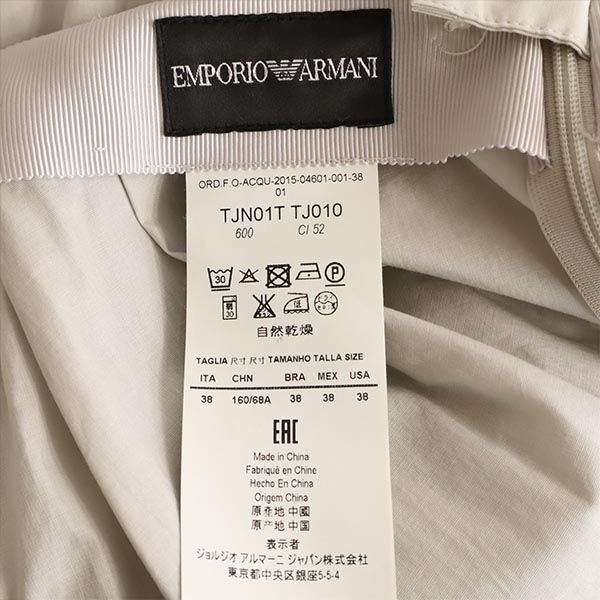 EMPORIO ARMANI
ORD.F.O-ACQU-2015-04601-001-38
01
TJN01T TJ010
600 CI 52
30
30
自然乾燥
TAGLIA 尺寸 尺寸 TAMANHO TALLA SIZE
ITA CHN BRA MEX USA
38 160/68A 38 38 38
EAC
Made in China
Fabriqué en Chine
Hecho En China
Origem China
原產地 中國
原产地 中国
表示者
ジョルジオ アルマーニ ジャパン株式会社
東京都中央区銀座5-5-4